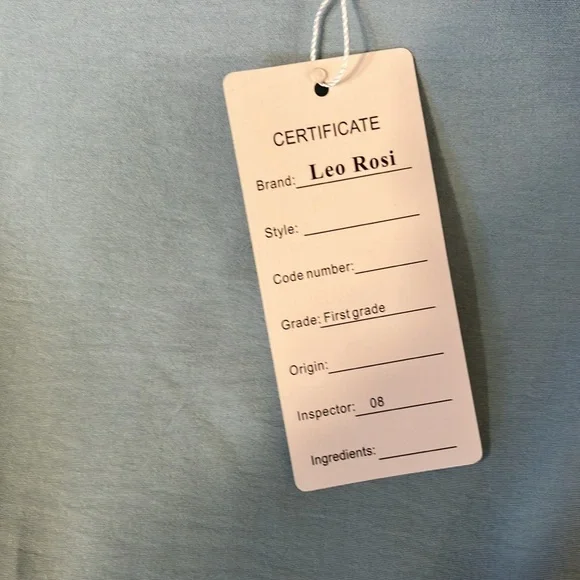 CERTIFICATE
Brand: Leo Rosi
Style:
Code number:
Grade: First grade
Origin:
Inspector: 08
Ingredients: